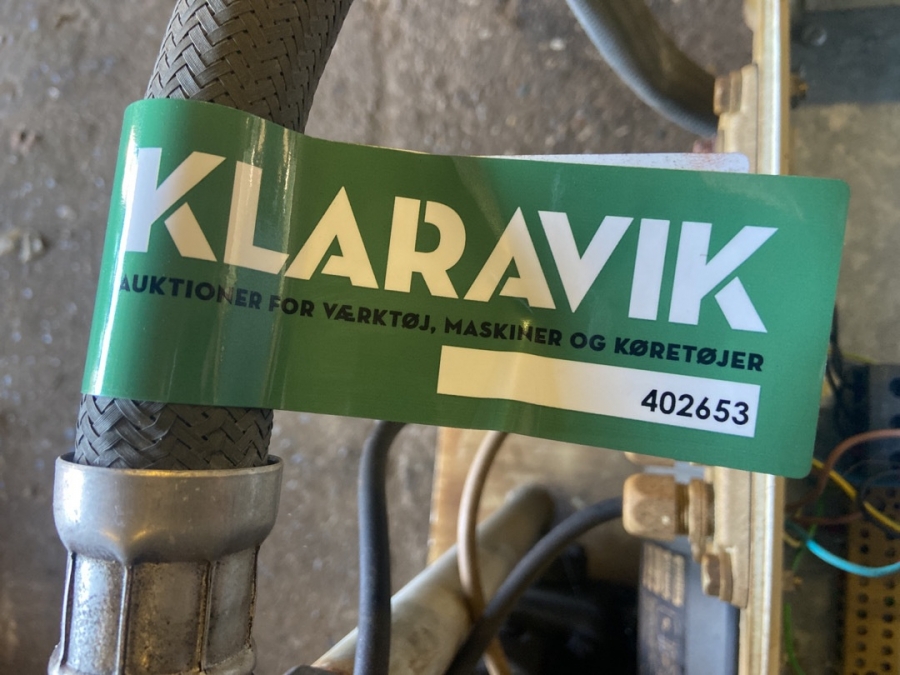 KLARAVIK
AUKTIONER FOR VÆRKTØJ, MASKINER OG KØRETØJER
402653